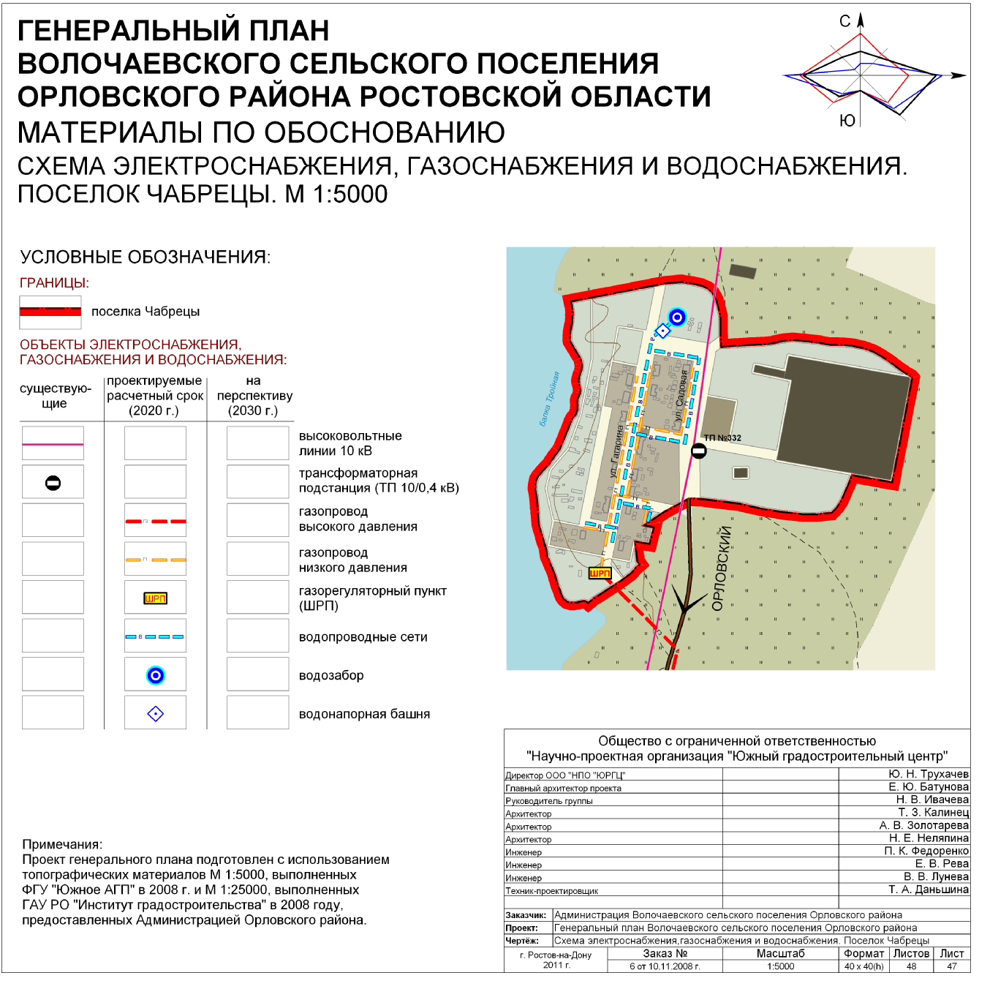 ГЕНЕРАЛЬНЫЙ ПЛАН
ВОЛОЧАЕВСКОГО СЕЛЬСКОГО ПОСЕЛЕНИЯ
ОРЛОВСКОГО РАЙОНА РОСТОВСКОЙ ОБЛАСТИ
МАТЕРИАЛЫ ПО ОБОСНОВАНИЮ
СХЕМА ЭЛЕКТРОСНАБЖЕНИЯ, ГАЗОСНАБЖЕНИЯ И ВОДОСНАБЖЕНИЯ.
ПОСЕЛОК ЧАБРЕЦЫ. М 1:5000
С
Ю
УСЛОВНЫЕ ОБОЗНАЧЕНИЯ:
ГРАНИЦЫ:
поселка Чабрецы
ОБЪЕКТЫ ЭЛЕКТРОСНАБЖЕНИЯ,
ГАЗОСНАБЖЕНИЯ И ВОДОСНАБЖЕНИЯ:
существую-
щие
проектируемые
расчетный срок
(2020 г.)
на
перспективу
(2030 г.)
высоковольтные
линии 10 кВ
трансформаторная
подстанция (ТП 10/0,4 кВ)
Г3
газопровод
высокого давления
Г1
газопровод
низкого давления
ШРП
газорегуляторный пункт
(ШРП)
В
водопроводные сети
водозабор
водонапорная башня
балка Тройная
ул. Гагарина
ул. Садовая
ТП №332
ШРП
ОРЛОВСКИЙ
Примечания:
Проект генерального плана подготовлен с использованием
топографических материалов М 1:5000, выполненных
ФГУ "Южное АГП" в 2008 г. и М 1:25000, выполненных
ГАУ РО "Институт градостроительства" в 2008 году,
предоставленных Администрацией Орловского района.
Общество с ограниченной ответственностью
"Научно-проектная организация "Южный градостроительный центр"
Директор ООО "НПО "ЮРГЦ" Ю. Н. Трухачев
Главный архитектор проекта Е. Ю. Батунова
Руководитель группы Н. В. Ивачева
Архитектор Т. З. Калинец
Архитектор А. В. Золотарева
Архитектор Н. Е. Неляпина
Инженер П. К. Федоренко
Инженер Е. В. Рева
Инженер В. В. Лунева
Техник-проектировщик Т. А. Даньшина
Заказчик: Администрация Волочаевского сельского поселения Орловского района
Проект: Генеральный план Волочаевского сельского поселения Орловского района
Чертёж: Схема электроснабжения,газоснабжения и водоснабжения. Поселок Чабрецы
г. Ростов-на-Дону
2011 г.
Заказ № Масштаб Формат Листов Лист
6 от 10.11.2008 г. 1:5000 40 х 40(h) 48 47